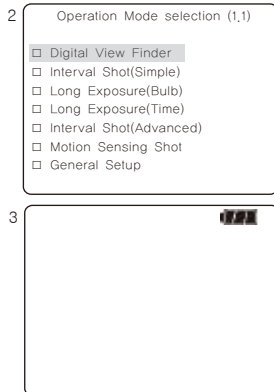 2
Operation Mode selection (1.1)
□ Digital View Finder
□ Interval Shot(Simple)
□ Long Exposure(Bulb)
□ Long Exposure(Time)
□ Interval Shot(Advanced)
□ Motion Sensing Shot
□ General Setup
3